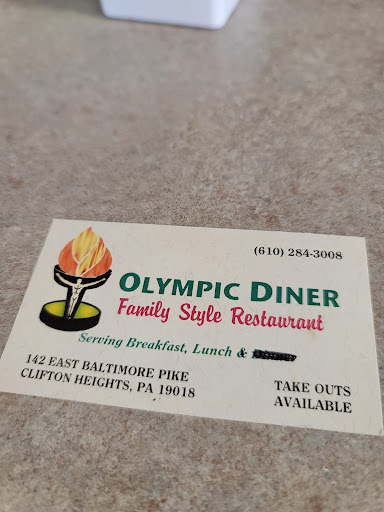 (610) 284-3008
OLYMPIC DINER
Family Style Restaurant
Serving Breakfast, Lunch &
142 EAST BALTIMORE PIKE
CLIFTON HEIGHTS, PA 19018
TAKE OUTS
AVAILABLE